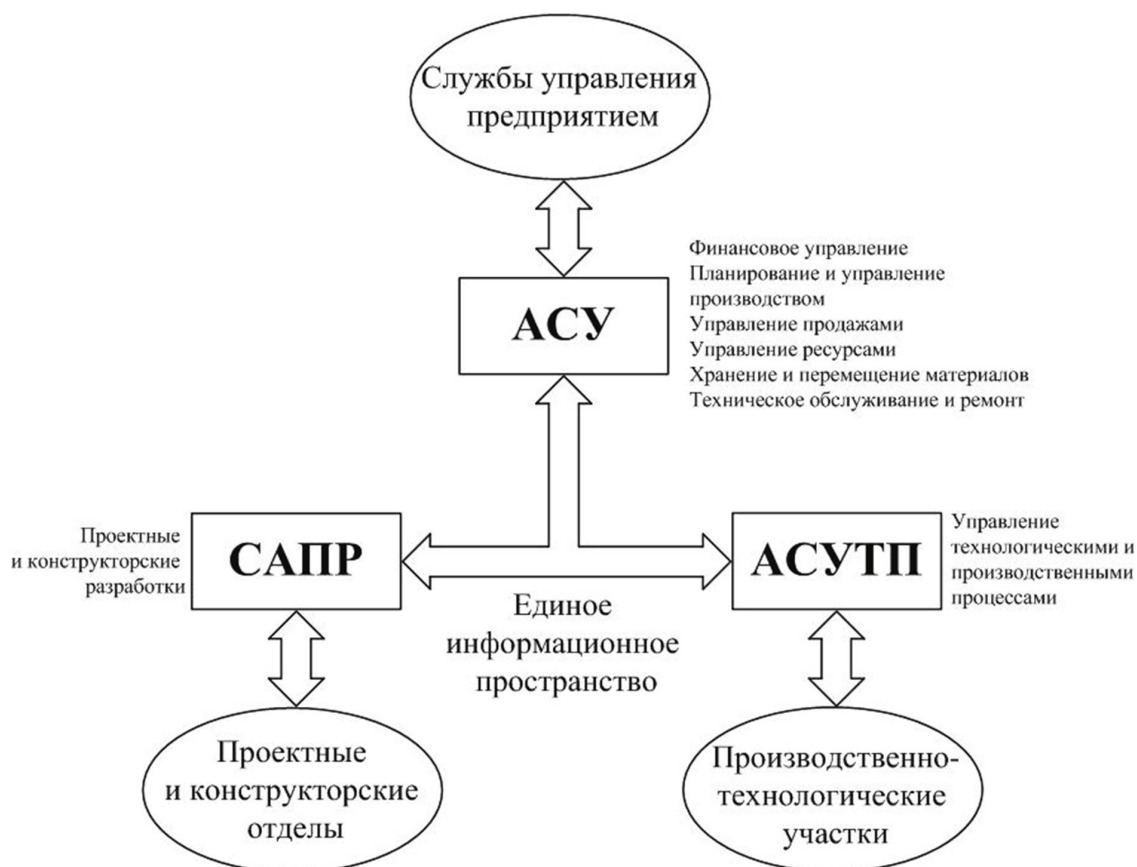 Службы управления
предприятием
Финансовое управление
Планирование и управление
производством
Управление продажами
Управление ресурсами
Хранение и перемещение материалов
Техническое обслуживание и ремонт
АСУ
Проектные
и конструкторские
разработки
САПР
АСУТП
Управление
технологическими и
производственными
процессами
Единое
информационное
пространство
Проектные
и конструкторские
отделы
Производственно-
технологические
участки